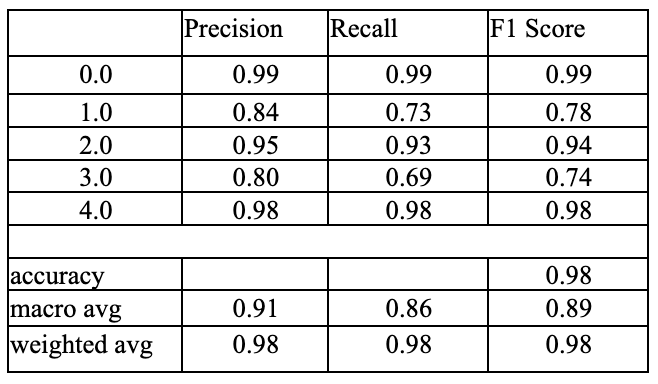 Precision Recall F1 Score
0.0 0.99 0.99 0.99
1.0 0.84 0.73 0.78
2.0 0.95 0.93 0.94
3.0 0.80 0.69 0.74
4.0 0.98 0.98 0.98
accuracy 0.98
macro avg 0.91 0.86 0.89
weighted avg 0.98 0.98 0.98